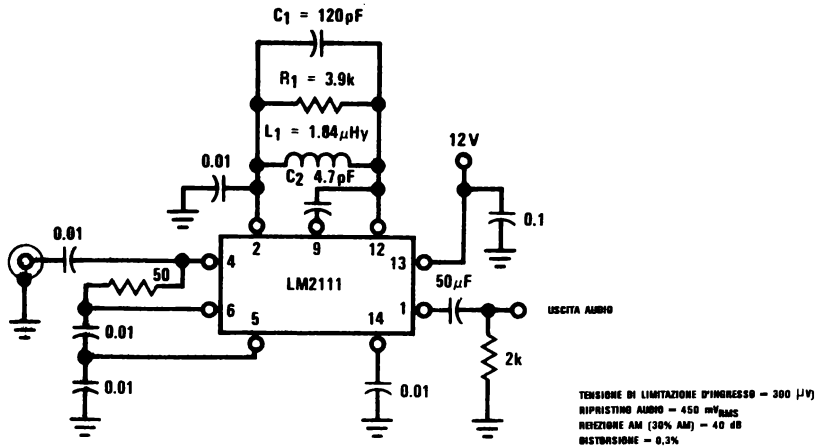 C1 = 120pF
R1 = 3.9k
L1 = 1.84μHy
0.01
C2 4.7pF
12V
0.1
2
9
12
0.01
4
13
50
LM2111
50μF
6
1
USCITA AUDIO
5
14
0.01
2k
0.01
0.01
TENSIONE DI LIMITAZIONE D'INGRESSO = 300 μV
RIPRISTINO AUDIO = 450 mVRMS
REIEZIONE AM (30% AM) = 40 dB
DISTORSIONE = 0,3%